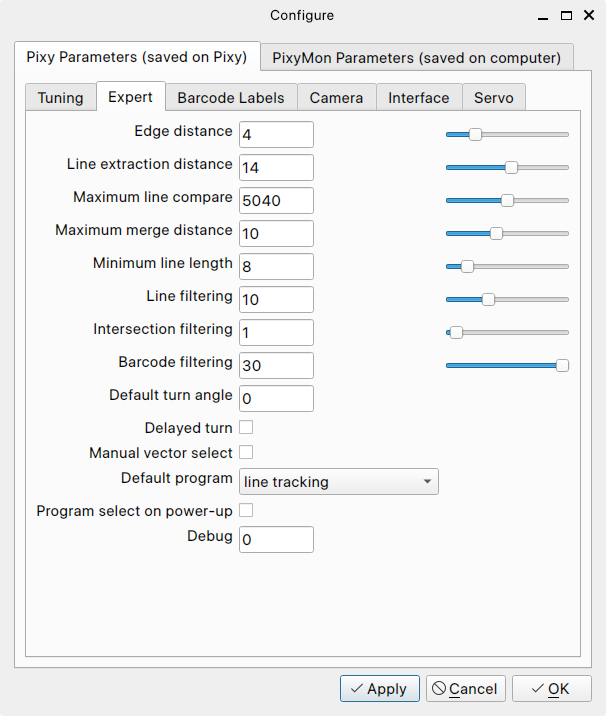 Configure
Pixy Parameters (saved on Pixy) PixyMon Parameters (saved on computer)
Tuning Expert Barcode Labels Camera Interface Servo
Edge distance 4
Line extraction distance 14
Maximum line compare 5040
Maximum merge distance 10
Minimum line length 8
Line filtering 10
Intersection filtering 1
Barcode filtering 30
Default turn angle 0
Delayed turn
Manual vector select
Default program line tracking
Program select on power-up
Debug 0
Apply Cancel OK